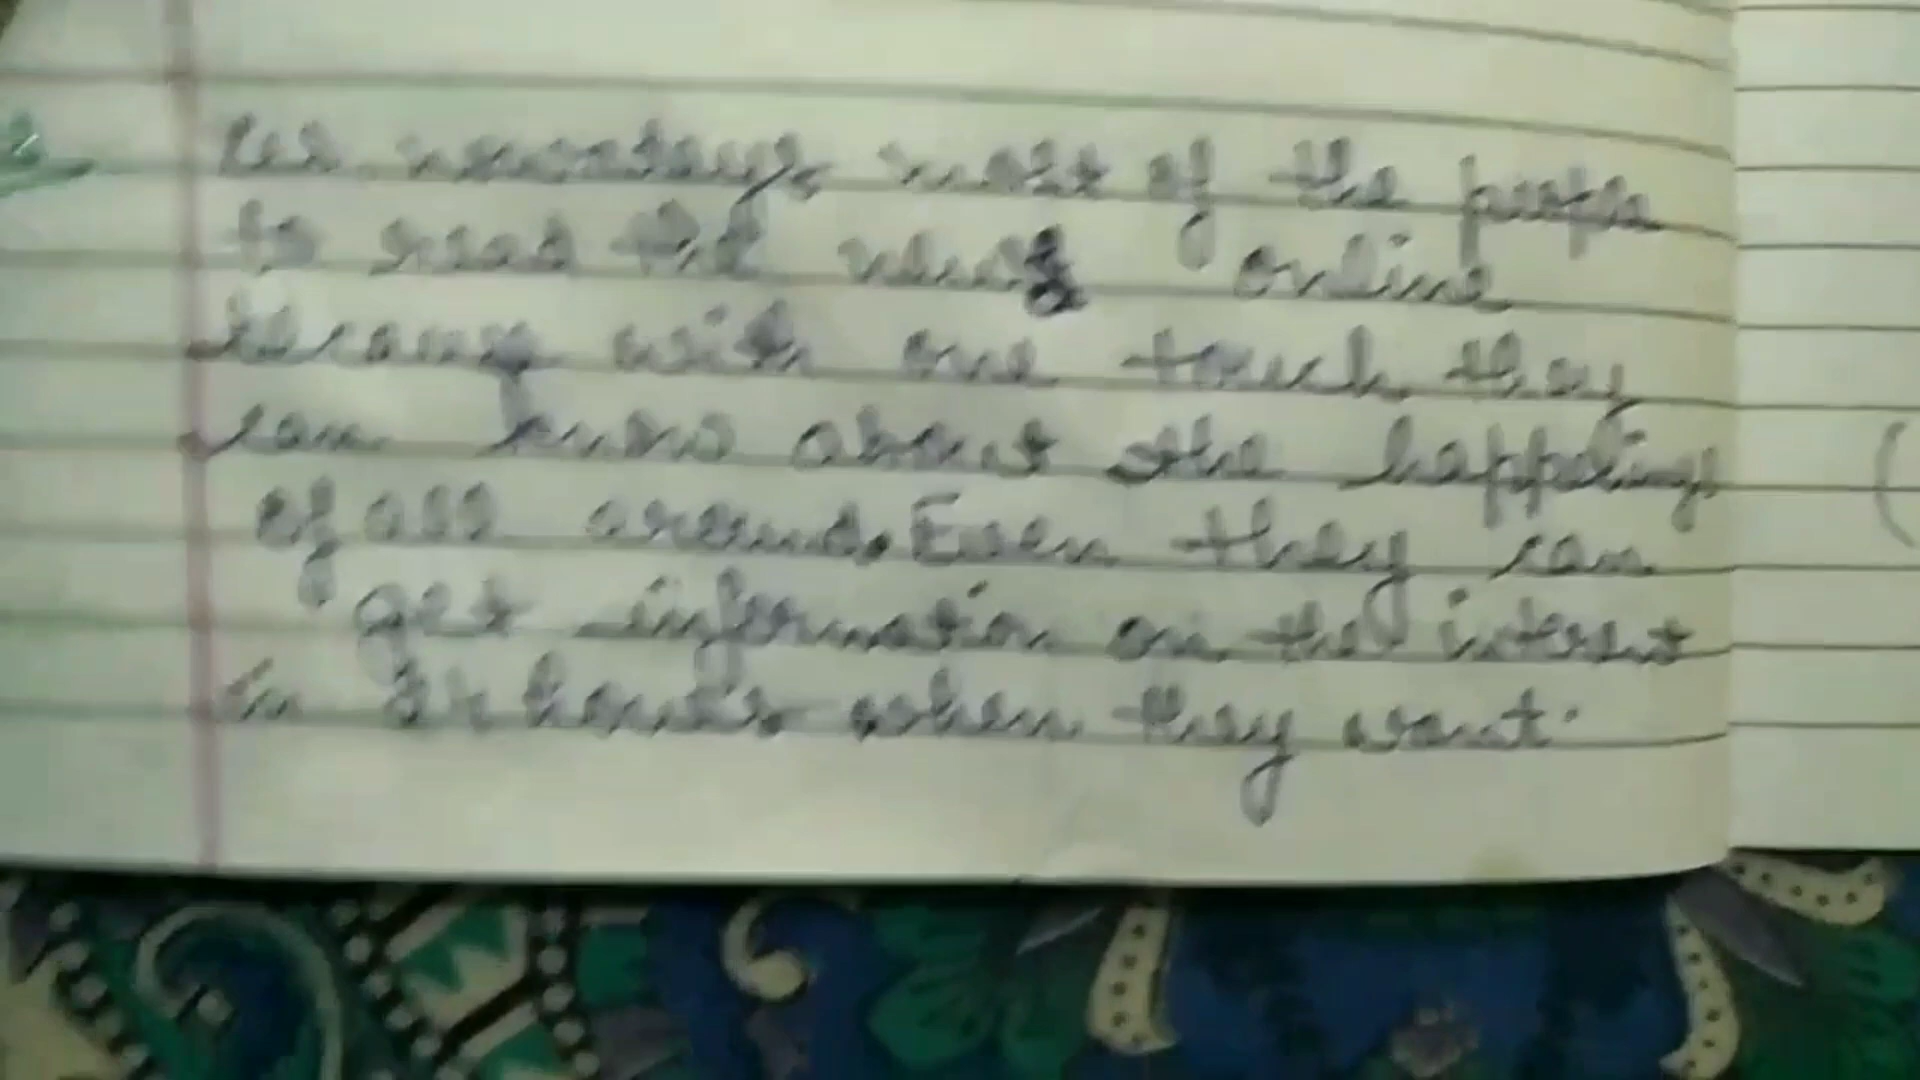 nowadays most of the people
to read the news online
because with one touch they
can know about the happenings
of all around. Even they can
get information on the internet
in 24 hours when they want.